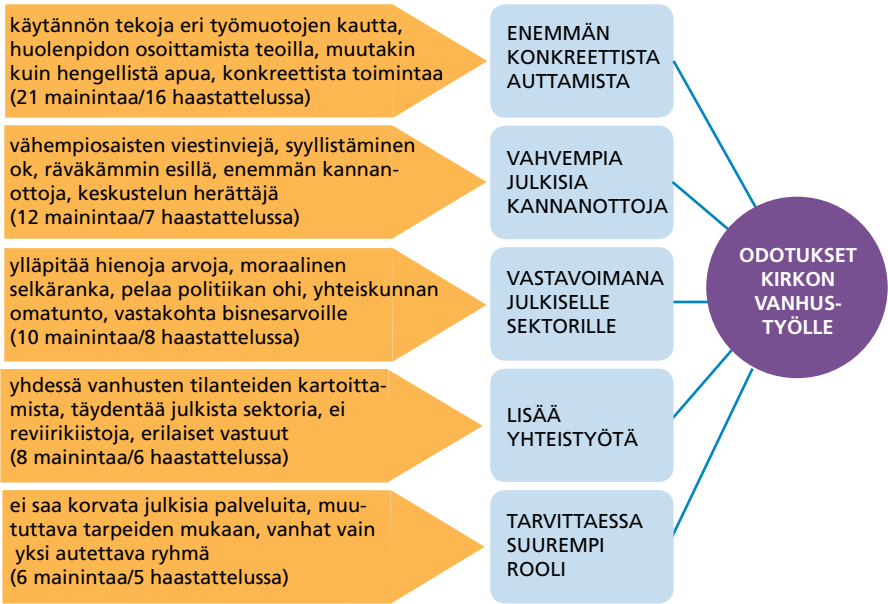 käytännön tekoja eri työmuotojen kautta,
huolenpidon osoittamista teoilla, muutakin
kuin hengellistä apua, konkreettista toimintaa
(21 mainintaa/16 haastattelussa)
ENEMMÄN
KONKREETTISTA
AUTTAMISTA
vähempiosaisten viestinviejä, syyllistäminen
ok, räväkämmin esillä, enemmän kannan-
ottoja, keskustelun herättäjä
(12 mainintaa/7 haastattelussa)
VAHVEMPIA
JULKISIA
KANNANOTTOJA
ylläpitää hienoja arvoja, moraalinen
selkäranka, pelaa politiikan ohi, yhteiskunnan
omatunto, vastakohta bisnesarvoille
(10 mainintaa/8 haastattelussa)
VASTAVOIMANA
JULKISELLE
SEKTORILLE
yhdessä vanhusten tilanteiden kartoitta-
mista, täydentää julkista sektoria, ei
reviirikiistoja, erilaiset vastuut
(8 mainintaa/6 haastattelussa)
LISÄÄ
YHTEISTYÖTÄ
ei saa korvata julkisia palveluita, muu-
tuttava tarpeiden mukaan, vanhat vain
yksi autettava ryhmä
(6 mainintaa/5 haastattelussa)
TARVITTAESSA
SUUREMPI
ROOLI
ODOTUKSET
KIRKON
VANHUS-
TYÖLLE